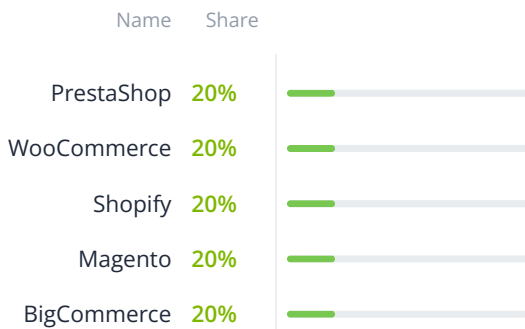 Name Share
PrestaShop 20%
WooCommerce 20%
Shopify 20%
Magento 20%
BigCommerce 20%